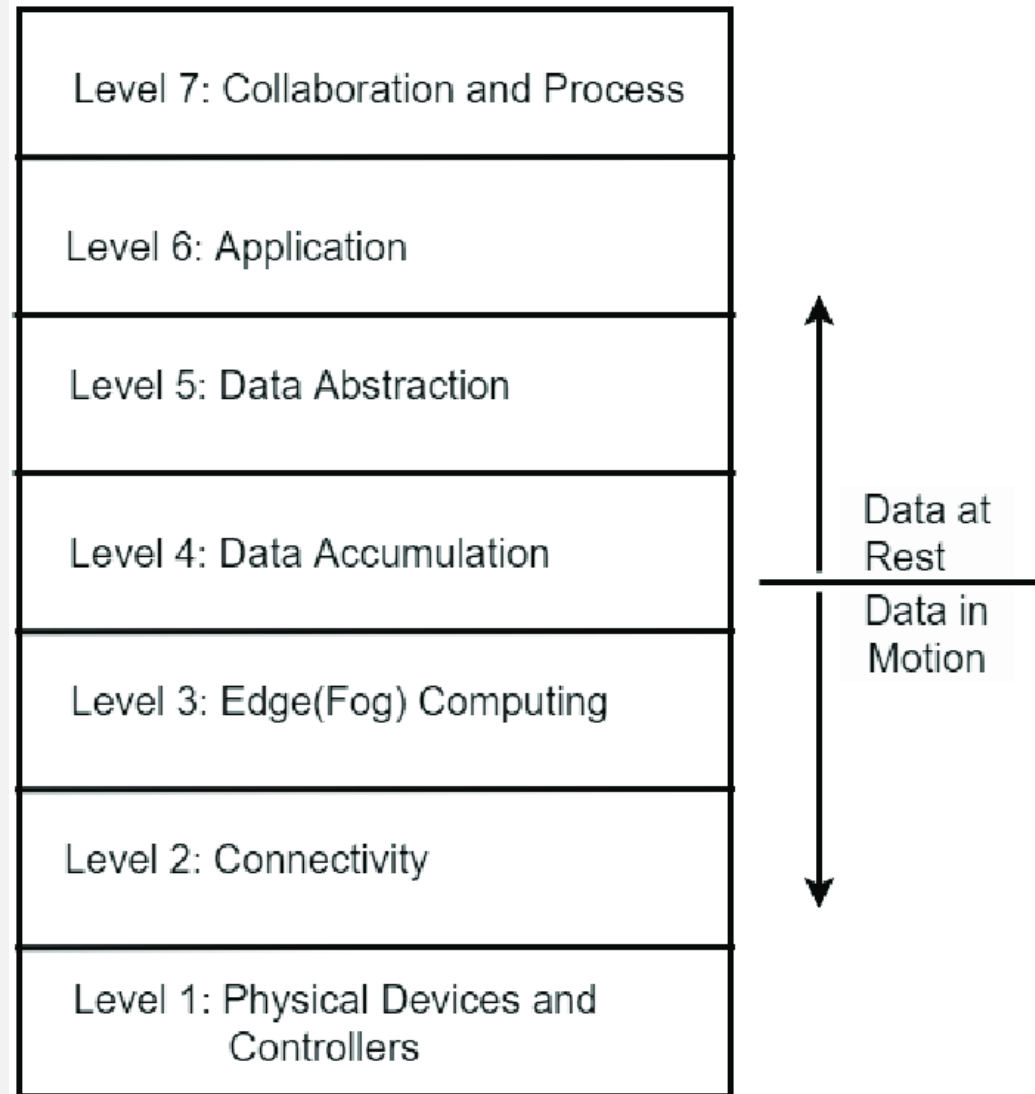 Level 7: Collaboration and Process
Level 6: Application
Level 5: Data Abstraction
Level 4: Data Accumulation
Data at
Rest
Data in
Motion
Level 3: Edge(Fog) Computing
Level 2: Connectivity
Level 1: Physical Devices and
Controllers